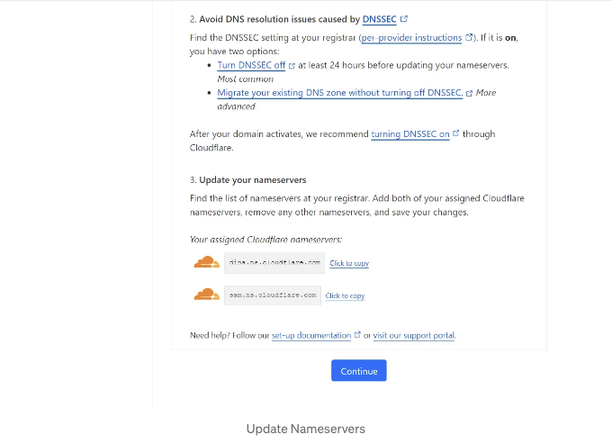 2. Avoid DNS resolution issues caused by DNSSEC
Find the DNSSEC setting at your registrar (per-provider instructions ). If it is on,
you have two options:
• Turn DNSSEC off at least 24 hours before updating your nameservers.
Most common
• Migrate your existing DNS zone without turning off DNSSEC. More
advanced
After your domain activates, we recommend turning DNSSEC on through
Cloudflare.
3. Update your nameservers
Find the list of nameservers at your registrar. Add both of your assigned Cloudflare
nameservers, remove any other nameservers, and save your changes.
Your assigned Cloudflare nameservers:
dina.ns.cloudflare.com Click to copy
sam.ns.cloudflare.com Click to copy
Need help? Follow our set-up documentation or visit our support portal.
Continue
Update Nameservers